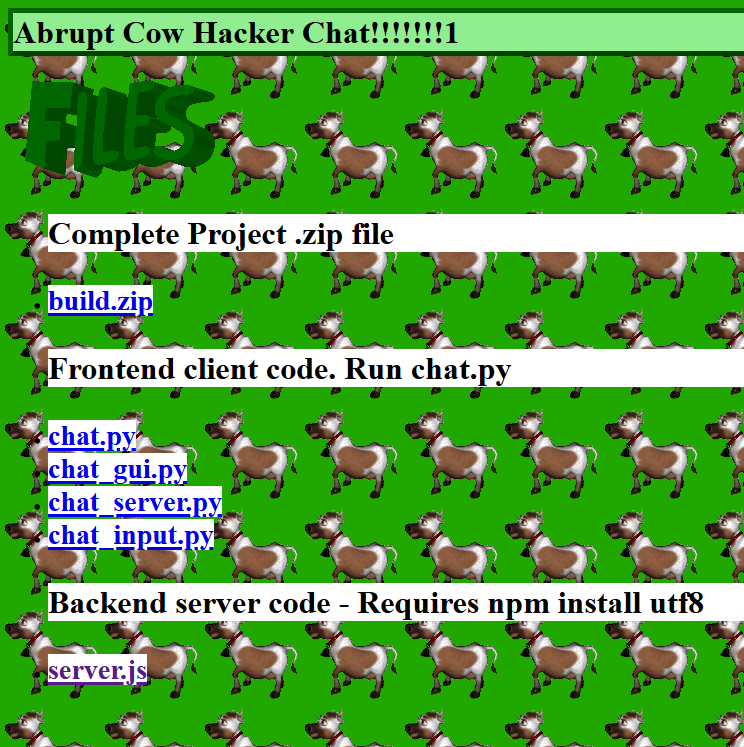 Abrupt Cow Hacker Chat!!!!!!!1
FILES
Complete Project .zip file
build.zip
Frontend client code. Run chat.py
chat.py
chat_gui.py
chat_server.py
chat_input.py
Backend server code - Requires npm install utf8
server.js